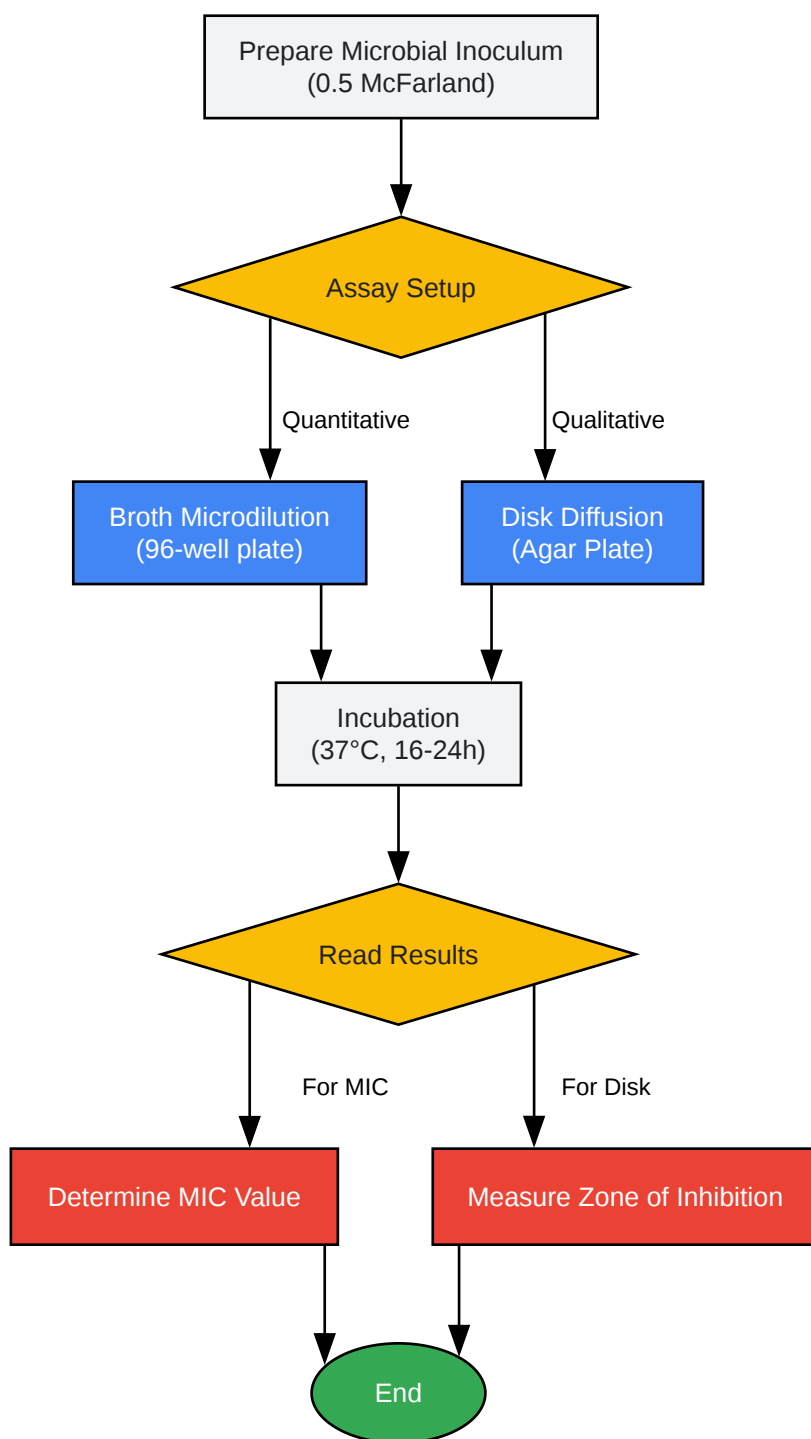 Prepare Microbial Inoculum
(0.5 McFarland)
Assay Setup
Quantitative
Qualitative
Broth Microdilution
(96-well plate)
Disk Diffusion
(Agar Plate)
Incubation
(37°C, 16-24h)
Read Results
For MIC
For Disk
Determine MIC Value
Measure Zone of Inhibition
End